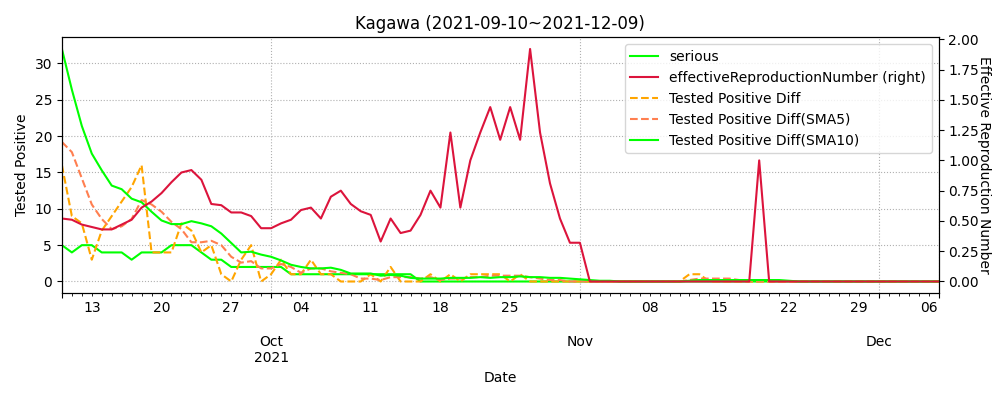 Kagawa (2021-09-10~2021-12-09)
serious
effectiveReproductionNumber (right)
Tested Positive Diff
Tested Positive Diff(SMA5)
Tested Positive Diff(SMA10)
Tested Positive
30
25
20
15
10
5
0
2.00
1.75
1.50
1.25
1.00
0.75
0.50
0.25
0.00
Effective Reproduction Number
13 20 27 04 11 18 25 08 15 22 29 06
Oct Nov Dec
2021
Date